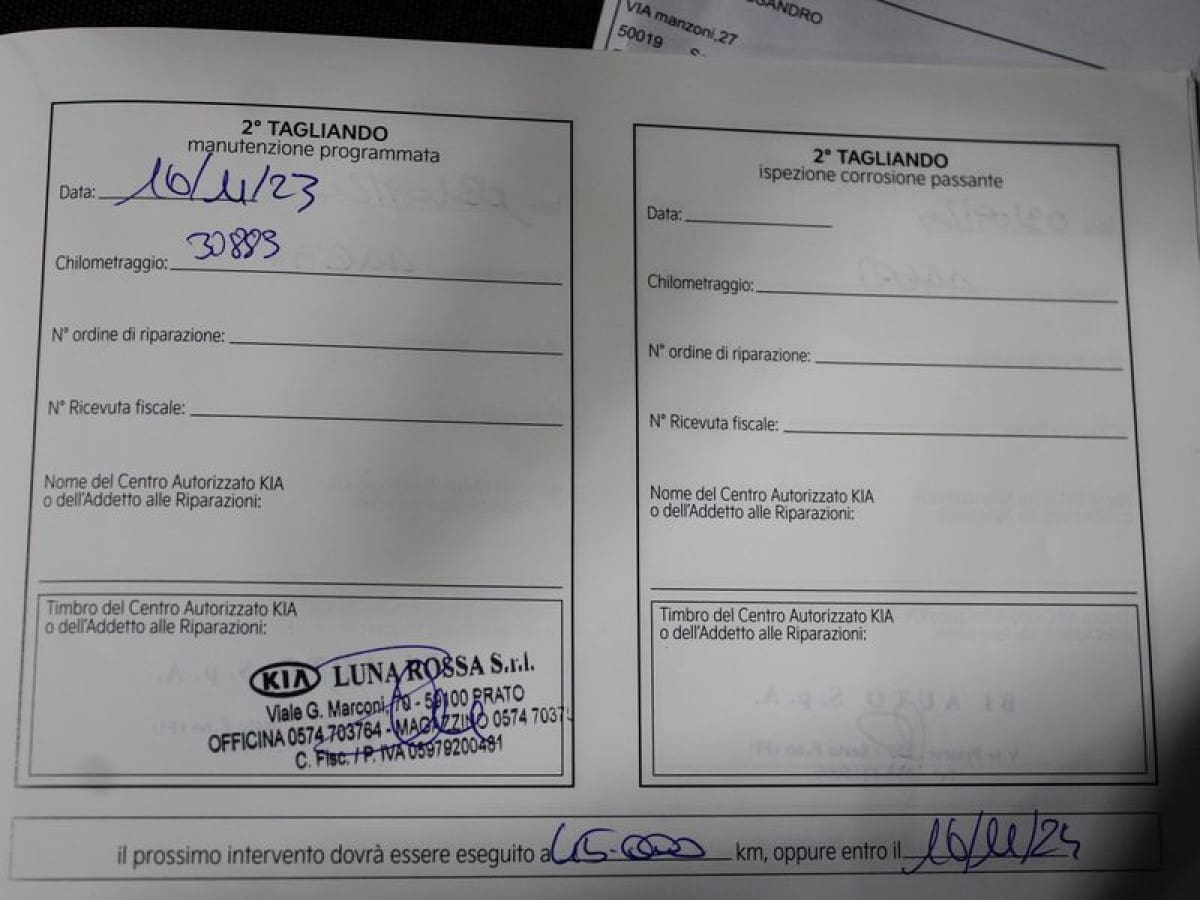 SSANDRO
VIA manzoni,27
50019
2° TAGLIANDO
manutenzione programmata
Data: 16/11/23
Chilometraggio: 30889
N° ordine di riparazione:
N° Ricevuta fiscale:
Nome del Centro Autorizzato KIA
o dell'Addetto alle Riparazioni:
Timbro del Centro Autorizzato KIA
o dell'Addetto alle Riparazioni:
KIA LUNA ROSSA S.r.l.
Viale G. Marconi, 70 - 59100 PRATO
OFFICINA 0574 703764 - MAGAZZINO 0574 7037
C. Fisc. / P. IVA 05979200481
2° TAGLIANDO
ispezione corrosione passante
Data:
Chilometraggio:
N° ordine di riparazione:
N° Ricevuta fiscale:
Nome del Centro Autorizzato KIA
o dell'Addetto alle Riparazioni:
Timbro del Centro Autorizzato KIA
o dell'Addetto alle Riparazioni:
il prossimo intervento dovrà essere eseguito a 45.000 km, oppure entro il 16/11/24